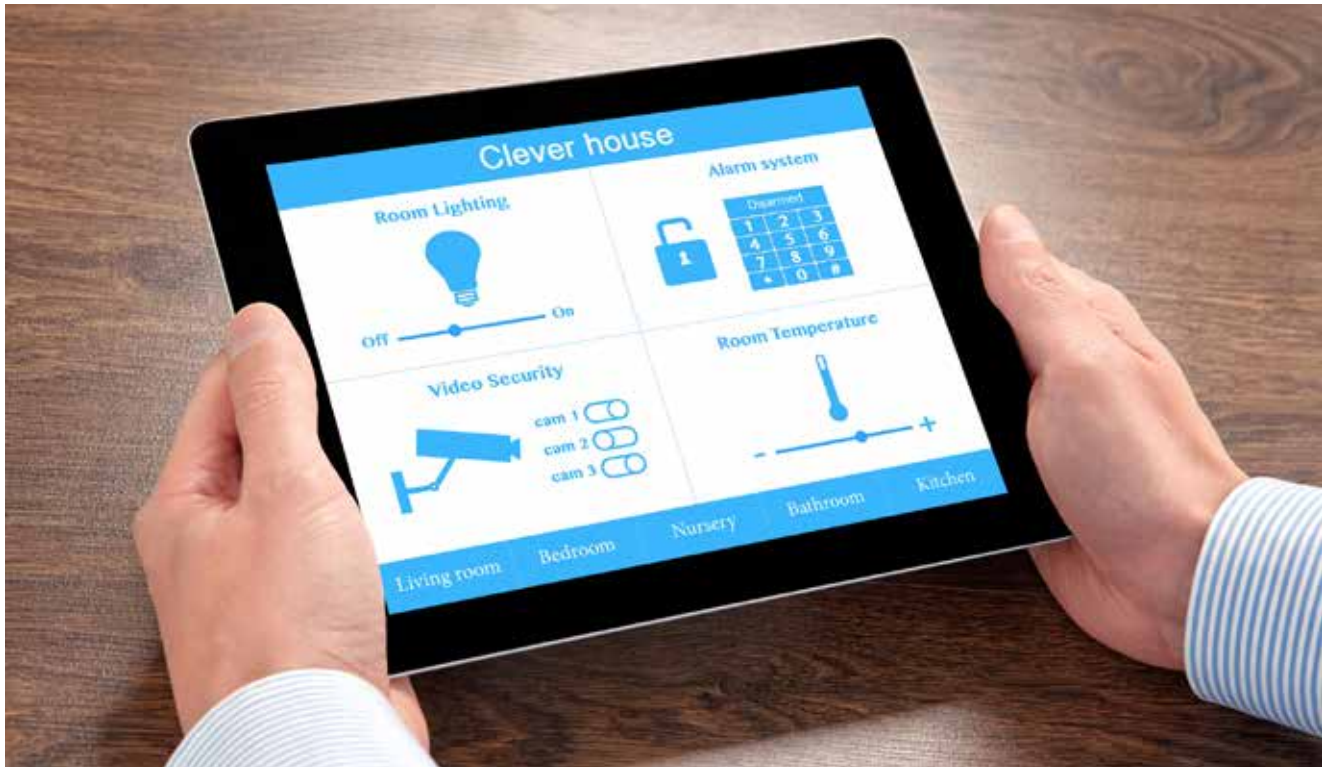 Clever house
Room Lighting
Off
On
Alarm system
Disarmed
1 2 3
4 5 6
7 8 9
* 0 #
Video Security
cam 1
cam 2
cam 3
Room Temperature
- +
Living room
Bedroom
Nursery
Bathroom
Kitchen